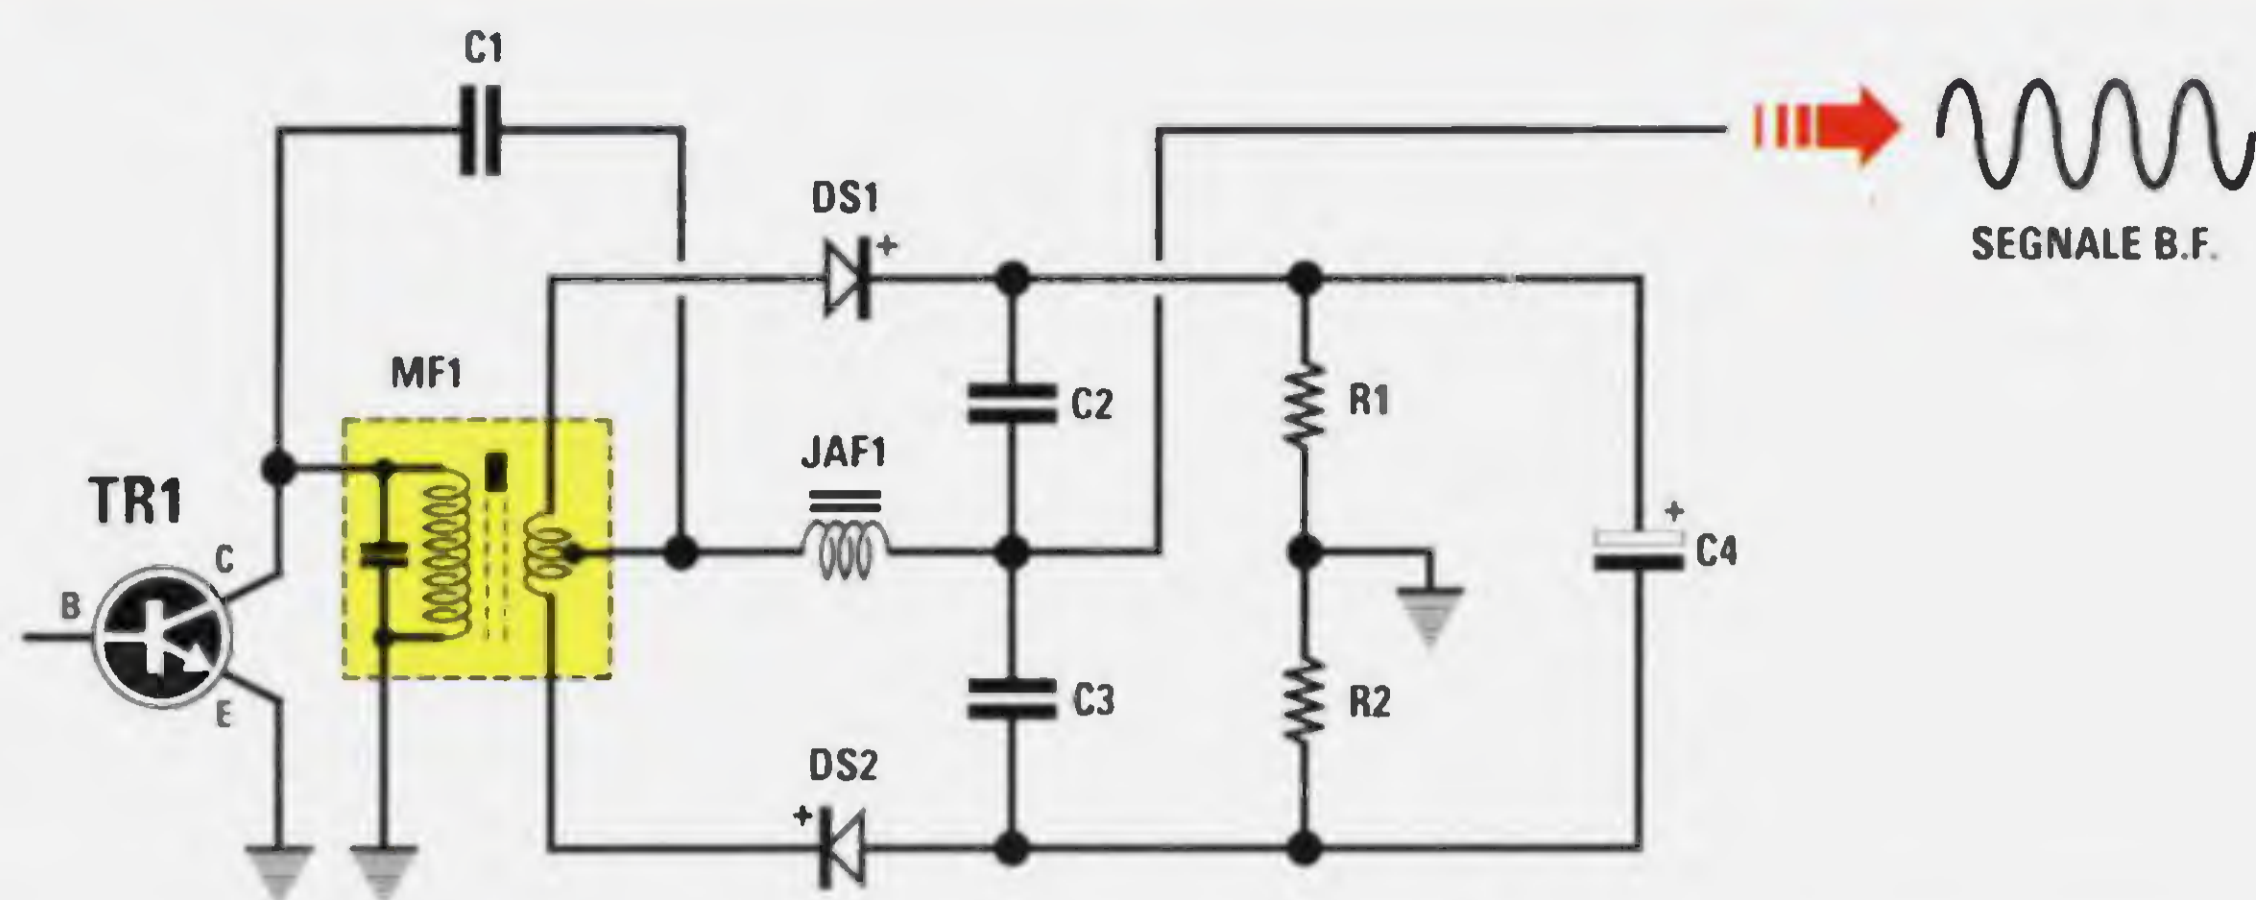 C1
DS1
+
SEGNALE B.F.
MF1
C2
R1
JAF1
TR1
+
C
C4
B
E
C3
R2
DS2
+